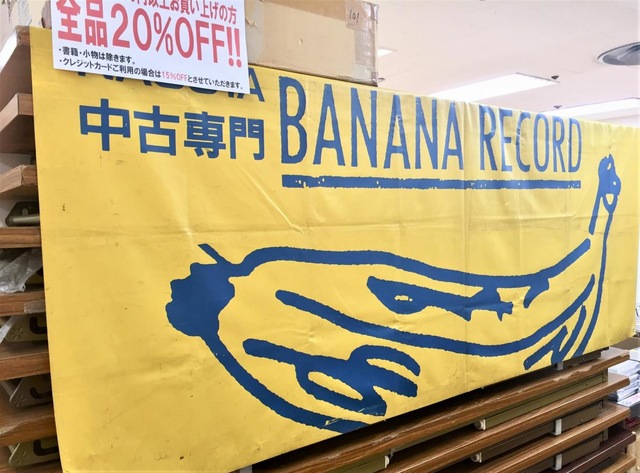 以上お買い上げの方
全品20%OFF!!
・書籍・小物は除きます。
・クレジットカードご利用の場合は15%OFFとさせていただきます。
101
中古専門 BANANA RECORD